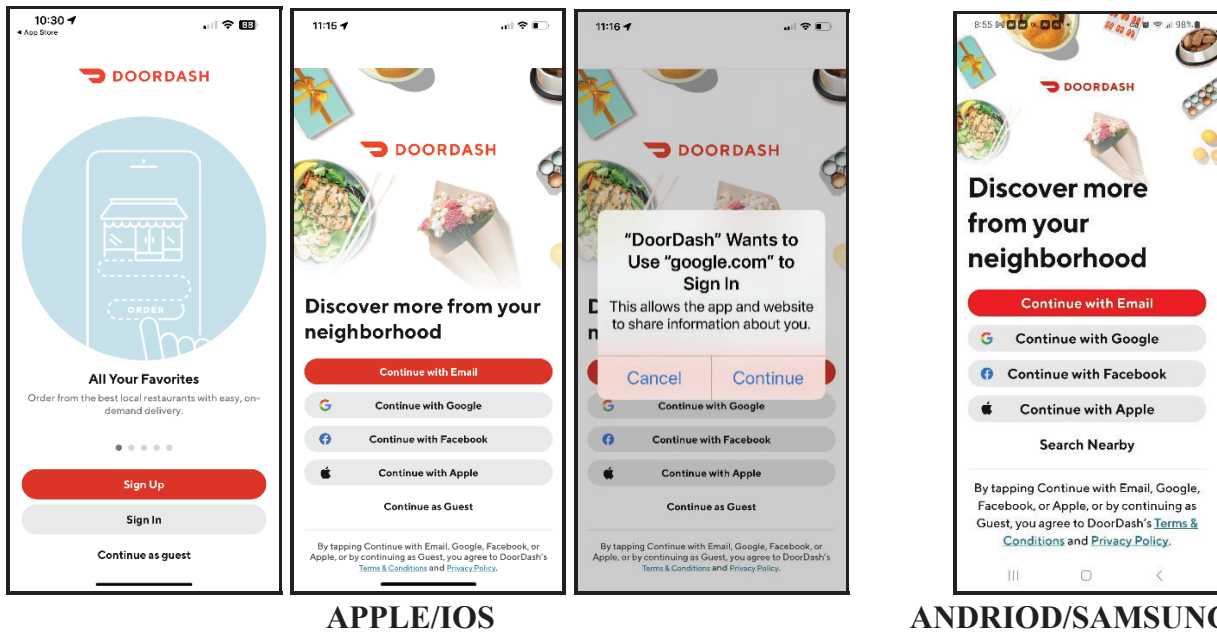 10:30
App Store
88
DOORDASH
ORDER
All Your Favorites
Order from the best local restaurants with easy, on-
demand delivery.
Sign Up
Sign In
Continue as guest
11:15
DOORDASH
Discover more from your
neighborhood
Continue with Email
Continue with Google
Continue with Facebook
Continue with Apple
Continue as Guest
By tapping Continue with Email, Google, Facebook, or
Apple, or by continuing as Guest, you agree to DoorDash's
Terms & Conditions and Privacy Policy.
11:16
DOORDASH
"DoorDash" Wants to
Use "google.com" to
Sign In
This allows the app and website
to share information about you.
Cancel Continue
D
n
Continue with Google
Continue with Facebook
Continue with Apple
Continue as Guest
By tapping Continue with Email, Google, Facebook, or
Apple, or by continuing as Guest, you agree to DoorDash's
Terms & Conditions and Privacy Policy.
APPLE/IOS
8:55
98%
DOORDASH
Discover more
from your
neighborhood
Continue with Email
Continue with Google
Continue with Facebook
Continue with Apple
Search Nearby
By tapping Continue with Email, Google,
Facebook, or Apple, or by continuing as
Guest, you agree to DoorDash's Terms &
Conditions and Privacy Policy.
ANDRIOD/SAMSUNG